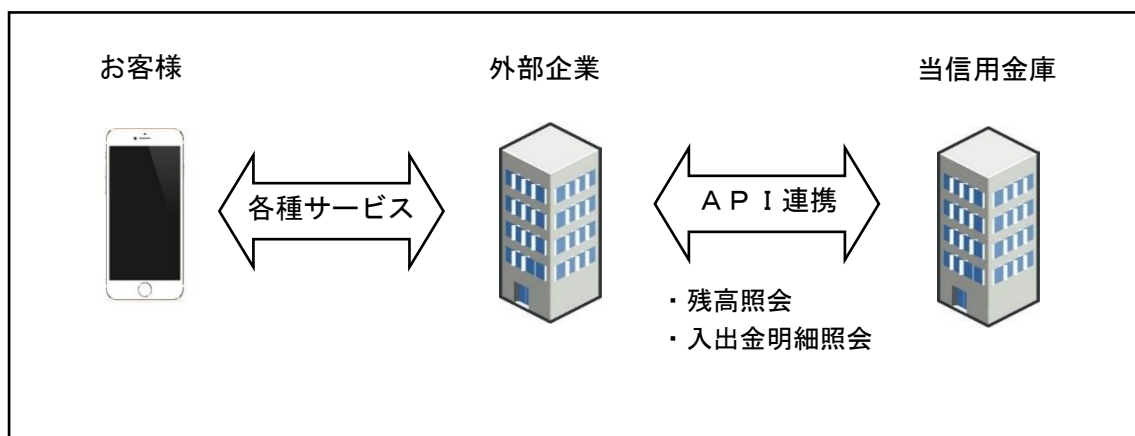 お客様
外部企業
当信用金庫
各種サービス
ＡＰＩ連携
・残高照会
・入出金明細照会